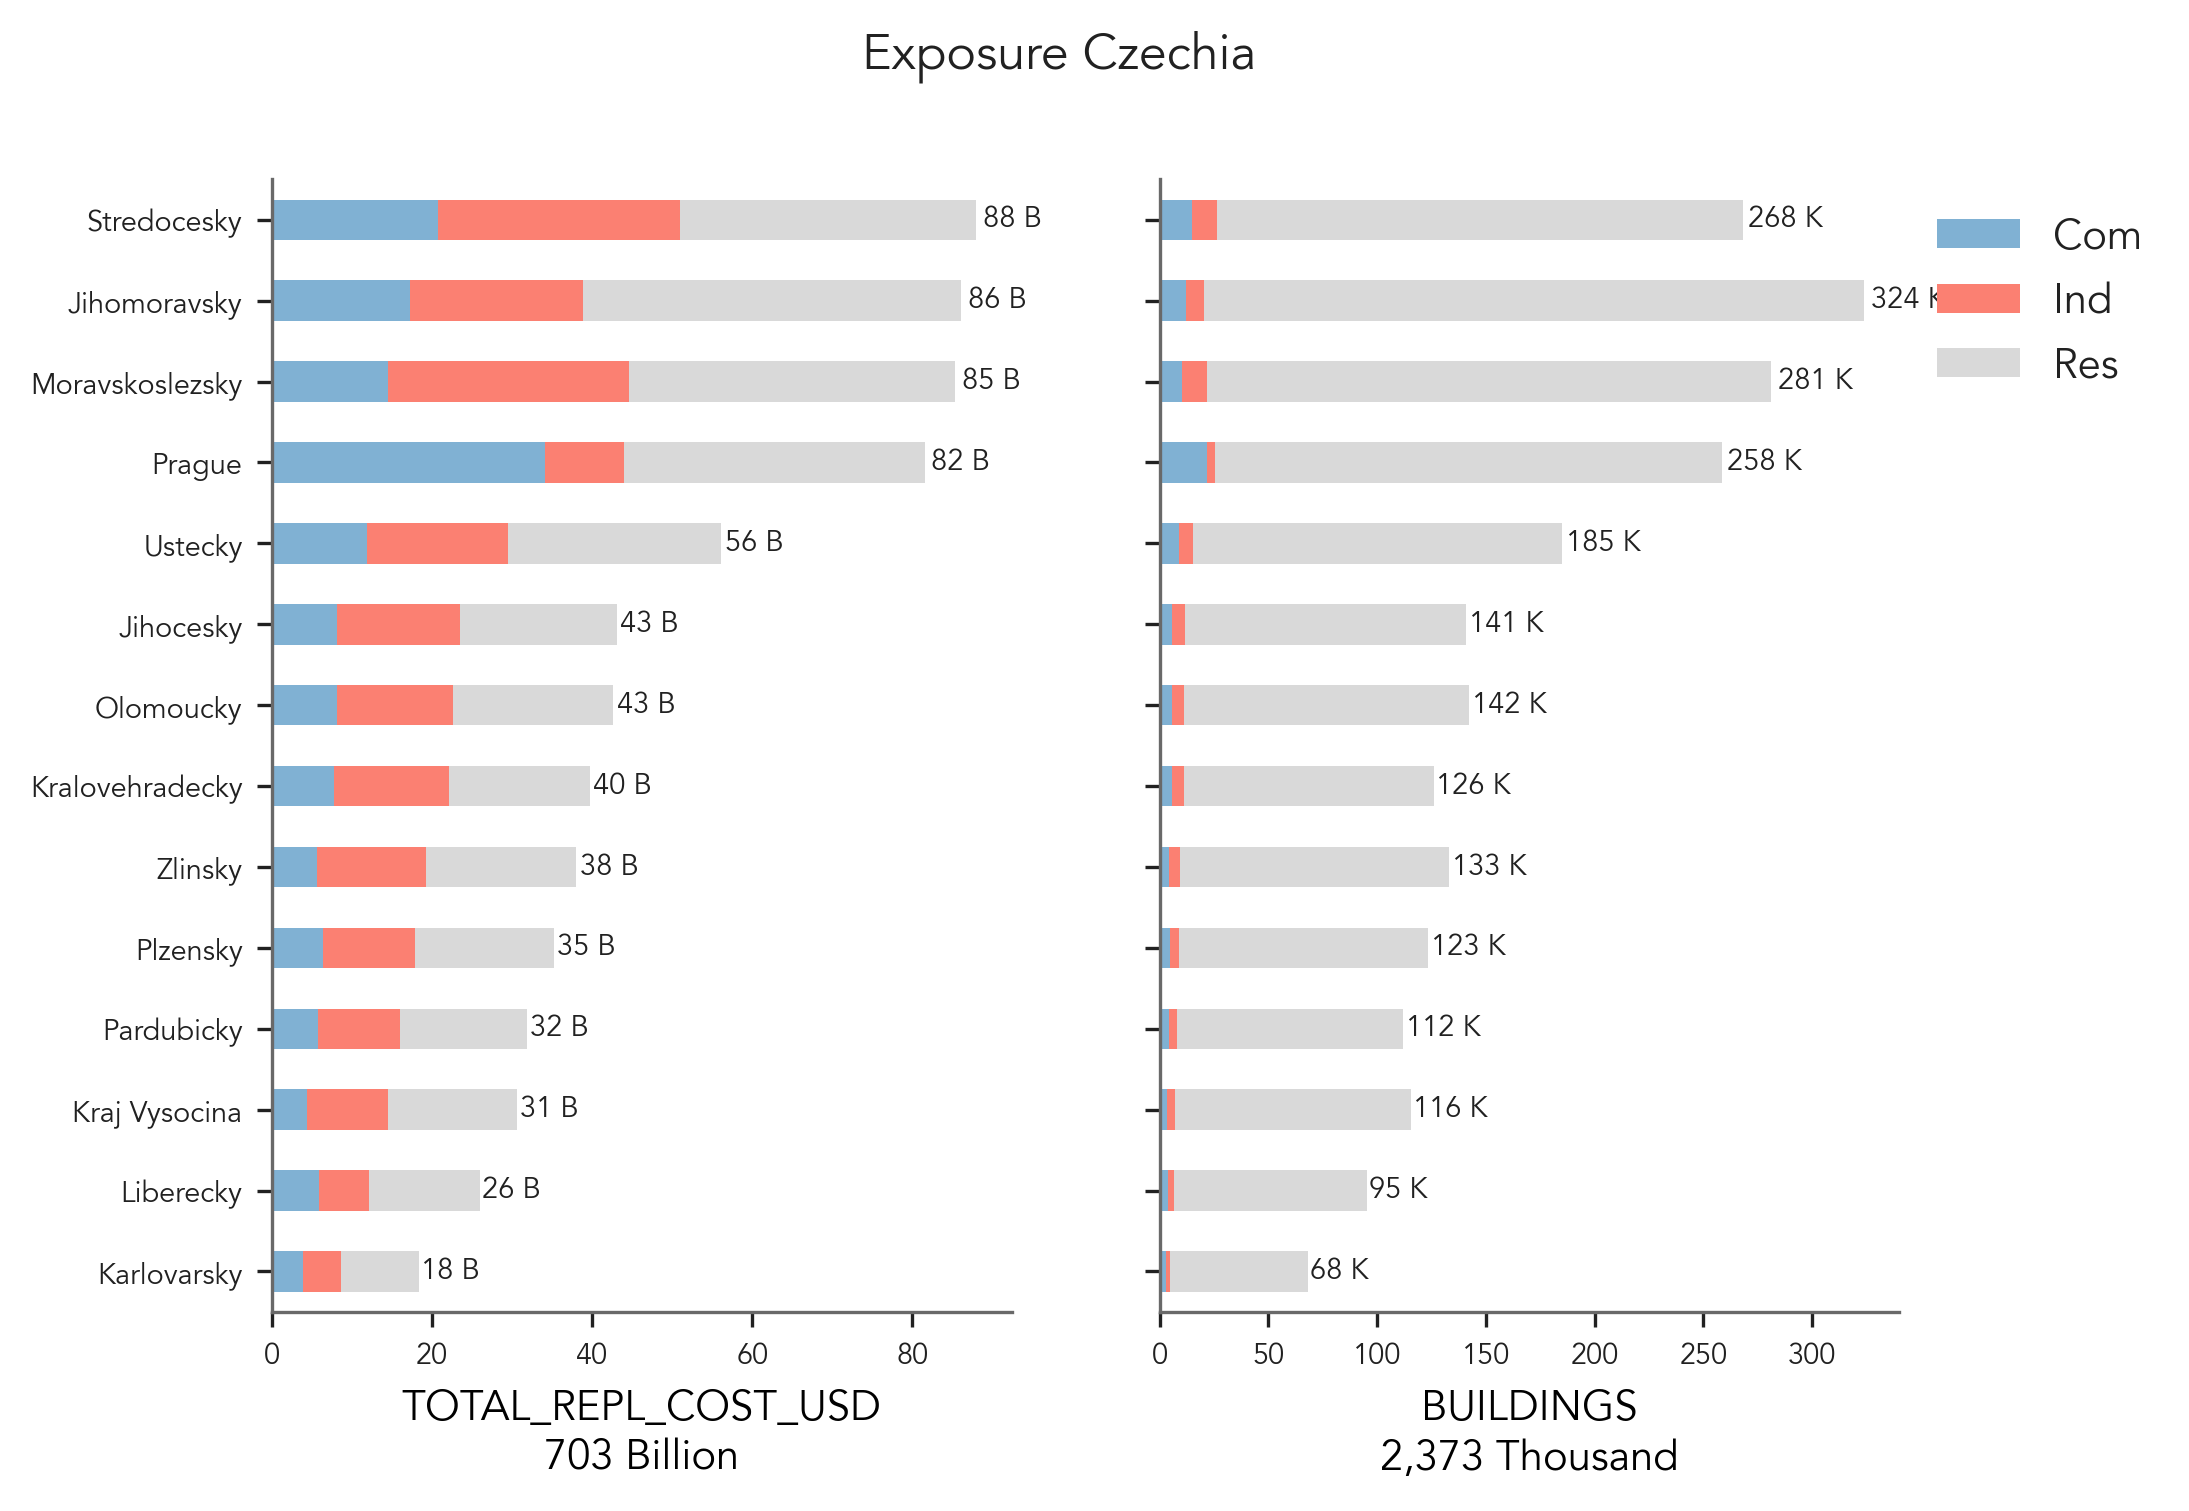 Exposure Czechia
Stredocesky 88 B 268 K
Jihomoravsky 86 B 324 K
Moravskoslezsky 85 B 281 K
Prague 82 B 258 K
Ustecky 56 B 185 K
Jihocesky 43 B 141 K
Olomoucky 43 B 142 K
Kralovehradecky 40 B 126 K
Zlinsky 38 B 133 K
Plzensky 35 B 123 K
Pardubicky 32 B 112 K
Kraj Vysocina 31 B 116 K
Liberecky 26 B 95 K
Karlovarsky 18 B 68 K
0 20 40 60 80
TOTAL_REPL_COST_USD
703 Billion
0 50 100 150 200 250 300
BUILDINGS
2,373 Thousand
Com
Ind
Res